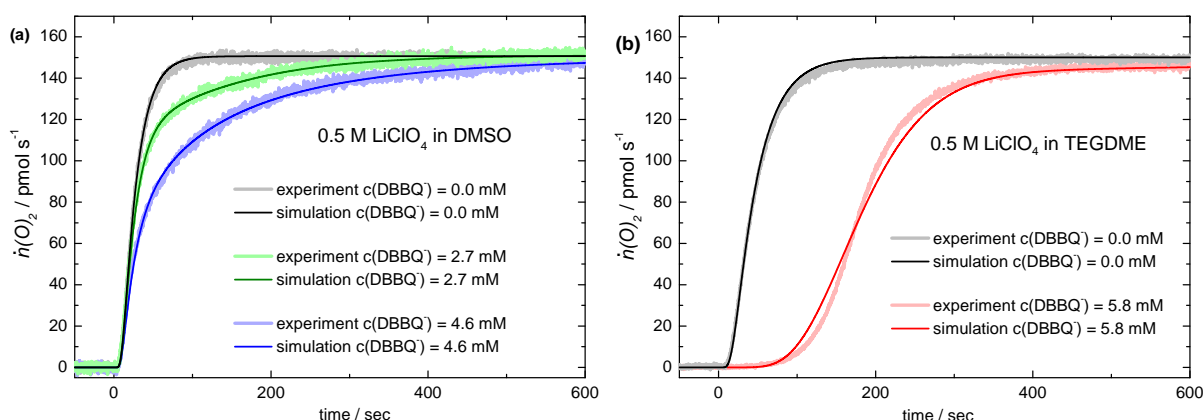 (a)
160
140
120
100
80
60
40
20
0
ṅ(O)₂ / pmol s⁻¹
0.5 M LiClO₄ in DMSO
experiment c(DBBQ⁻) = 0.0 mM
simulation c(DBBQ⁻) = 0.0 mM
experiment c(DBBQ⁻) = 2.7 mM
simulation c(DBBQ⁻) = 2.7 mM
experiment c(DBBQ⁻) = 4.6 mM
simulation c(DBBQ⁻) = 4.6 mM
0 200 400 600
time / sec
(b)
160
140
120
100
80
60
40
20
0
ṅ(O)₂ / pmol s⁻¹
0.5 M LiClO₄ in TEGDME
experiment c(DBBQ⁻) = 0.0 mM
simulation c(DBBQ⁻) = 0.0 mM
experiment c(DBBQ⁻) = 5.8 mM
simulation c(DBBQ⁻) = 5.8 mM
0 200 400 600
time / sec